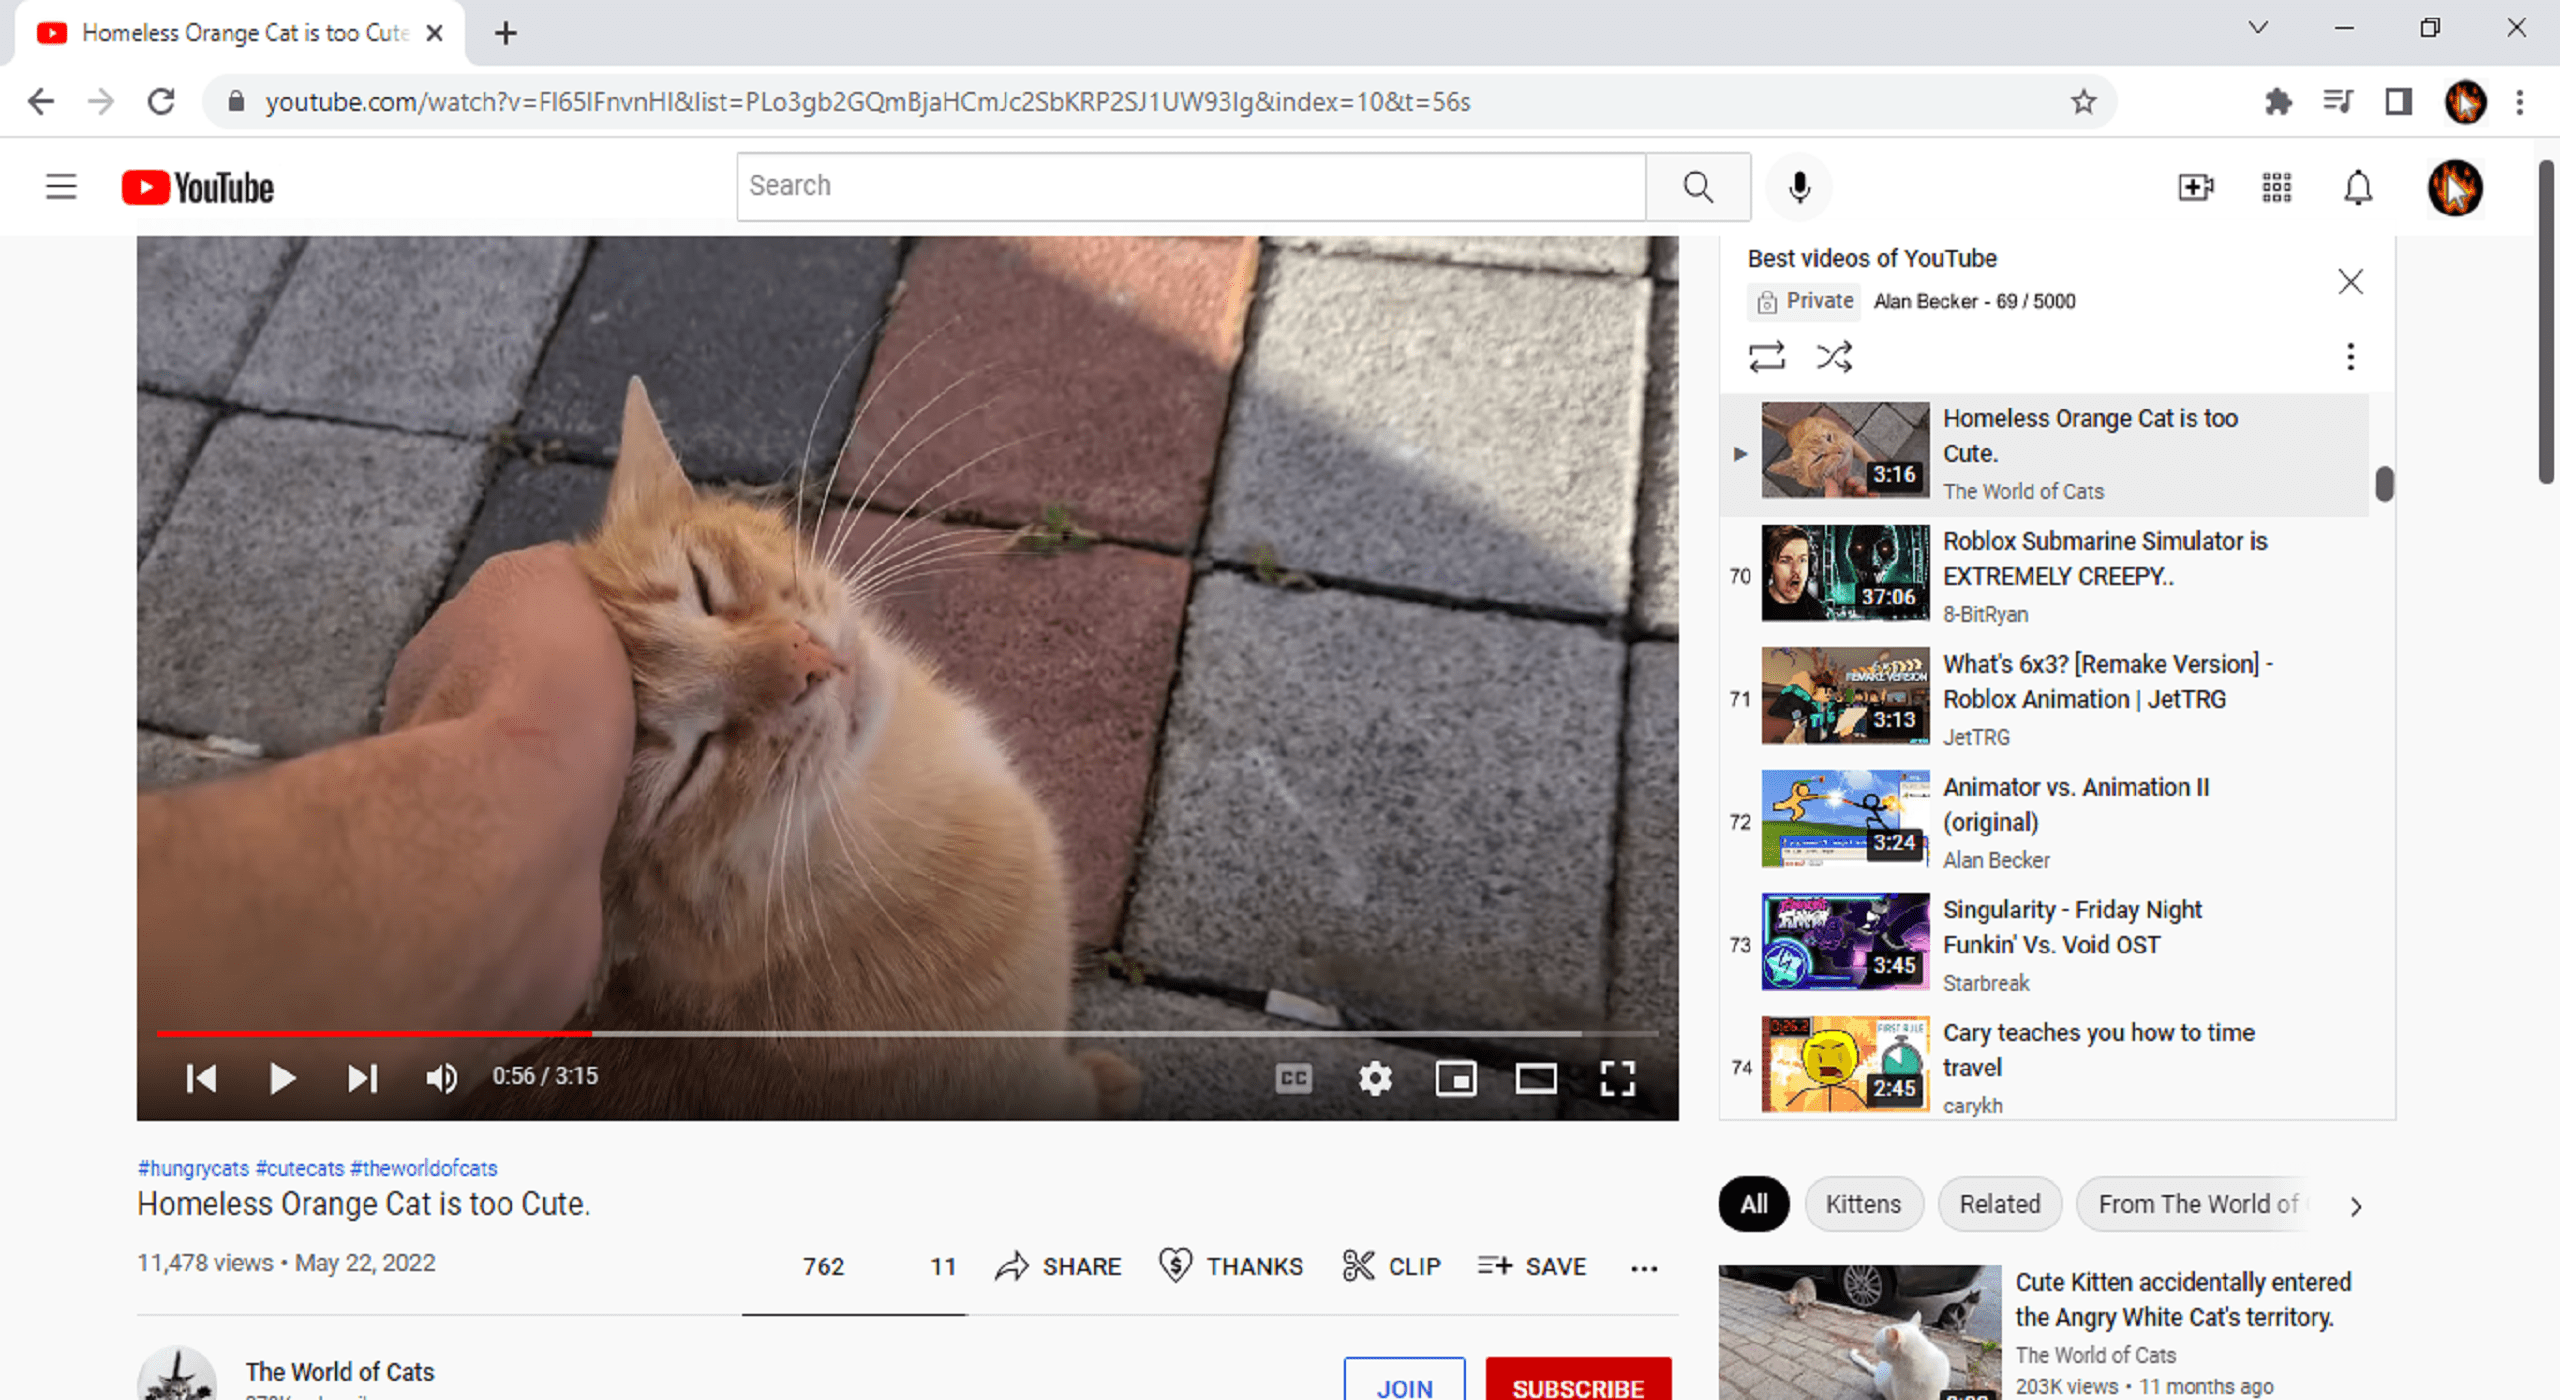 Homeless Orange Cat is too Cute
youtube.com/watch?v=FI65IFnvnHI&list=PLo3gb2GQmBjaHCmJc2SbKRP2SJ1UW93Ig&index=10&t=56s
YouTube
Search
Best videos of YouTube
Private Alan Becker - 69 / 5000
Homeless Orange Cat is too
Cute.
3:16
The World of Cats
70
Roblox Submarine Simulator is
EXTREMELY CREEPY..
37:06
8-BitRyan
71
REMAKE VERSION
What's 6x3? [Remake Version] -
Roblox Animation | JetTRG
3:13
JetTRG
72
Animator vs. Animation II
(original)
3:24
Alan Becker
73
Singularity - Friday Night
Funkin' Vs. Void OST
3:45
Starbreak
74
FIRST RULE
Cary teaches you how to time
travel
2:45
carykh
0:56 / 3:15
CC
#hungrycats #cutecats #theworldofcats
Homeless Orange Cat is too Cute.
11,478 views • May 22, 2022
762 11 SHARE THANKS CLIP SAVE
The World of Cats
JOIN SUBSCRIBE
All Kittens Related From The World of
Cute Kitten accidentally entered
the Angry White Cat's territory.
The World of Cats
203K views • 11 months ago